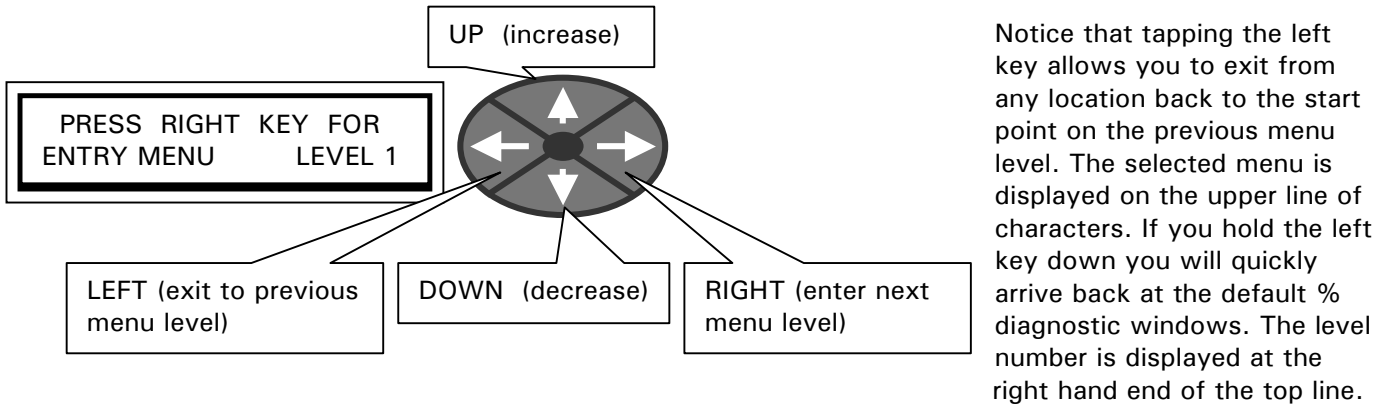 UP (increase)
PRESS RIGHT KEY FOR
ENTRY MENU LEVEL 1
LEFT (exit to previous
menu level)
DOWN (decrease)
RIGHT (enter next
menu level)
Notice that tapping the left
key allows you to exit from
any location back to the start
point on the previous menu
level. The selected menu is
displayed on the upper line of
characters. If you hold the left
key down you will quickly
arrive back at the default %
diagnostic windows. The level
number is displayed at the
right hand end of the top line.